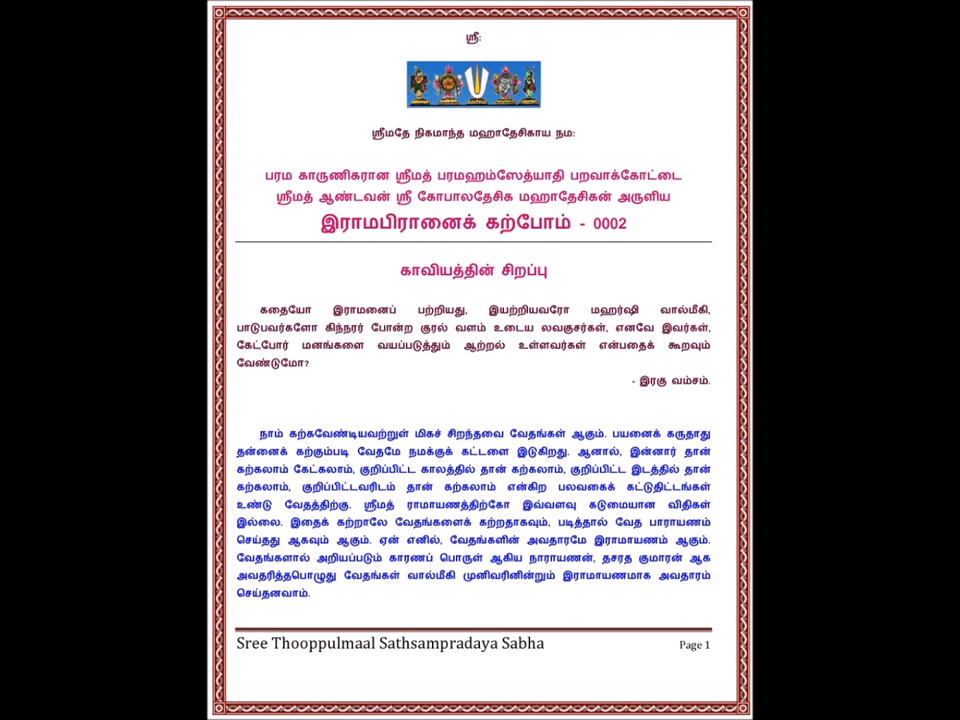 ஸ்ரீ:
ஸ்ரீமதே நிகமாந்த மஹாதேசிகாய நம:
பரம காருணிகரான ஸ்ரீமத் பரமஹம்ஸேத்யாதி பறவாக்கோட்டை
ஸ்ரீமத் ஆண்டவன் ஸ்ரீ கோபாலதேசிக மஹாதேசிகன் அருளிய
இராமபிரானைக் கற்போம் - 0002
காவியத்தின் சிறப்பு
கதையோ இராமனைப் பற்றியது, இயற்றியவரோ மஹர்ஷி வால்மீகி,
பாடுபவர்களோ கிந்நரர் போன்ற குரல் வளம் உடைய லவகுசர்கள், எனவே இவர்கள்,
கேட்போர் மனங்களை வயப்படுத்தும் ஆற்றல் உள்ளவர்கள் என்பதைக் கூறவும்
வேண்டுமோ?
- இரகு வம்சம்.
நாம் கற்கவேண்டியவற்றுள் மிகச் சிறந்தவை வேதங்கள் ஆகும். பயனைக் கருதாது
தன்னைக் கற்கும்படி வேதமே நமக்குக் கட்டளை இடுகிறது. ஆனால், இன்னார் தான்
கற்கலாம் கேட்கலாம், குறிப்பிட்ட காலத்தில் தான் கற்கலாம், குறிப்பிட்ட இடத்தில் தான்
கற்கலாம், குறிப்பிட்டவரிடம் தான் கற்கலாம் என்கிற பலவகைக் கட்டுதிட்டங்கள்
உண்டு வேதத்திற்கு. ஸ்ரீமத் ராமாயணத்திற்கோ இவ்வளவு கடுமையான விதிகள்
இல்லை. இதைக் கற்றாலே வேதங்களைக் கற்றதாகவும், படித்தால் வேத பாராயணம்
செய்தது ஆகவும் ஆகும். ஏன் எனில், வேதங்களின் அவதாரமே இராமாயணம் ஆகும்.
வேதங்களால் அறியப்படும் காரணப் பொருள் ஆகிய நாராயணன், தசரத குமாரன் ஆக
அவதரித்தபொழுது வேதங்கள் வால்மீகி முனிவரினின்றும் இராமாயணமாக அவதாரம்
செய்தனவாம்.
Sree Thooppulmaal Sathsampradaya Sabha
Page 1